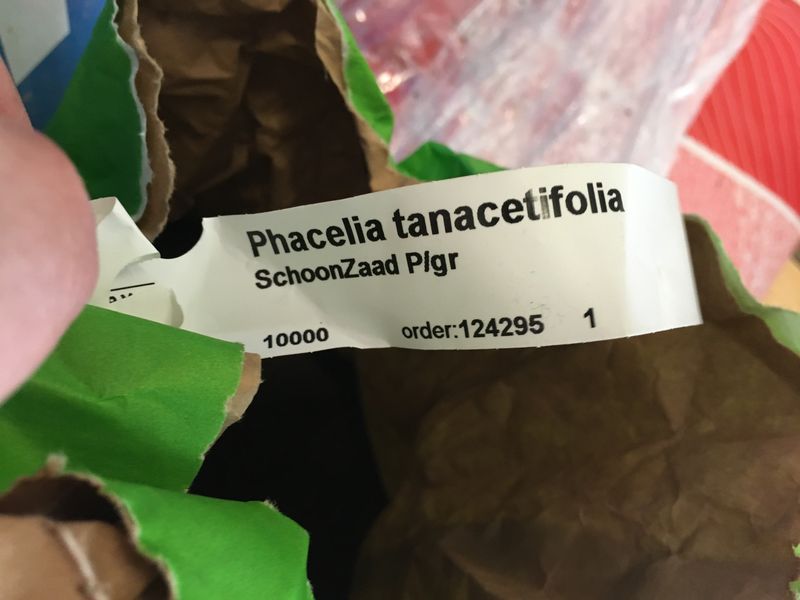 Phacelia tanacetifolia
SchoonZaad P/gr
10000 order:124295 1